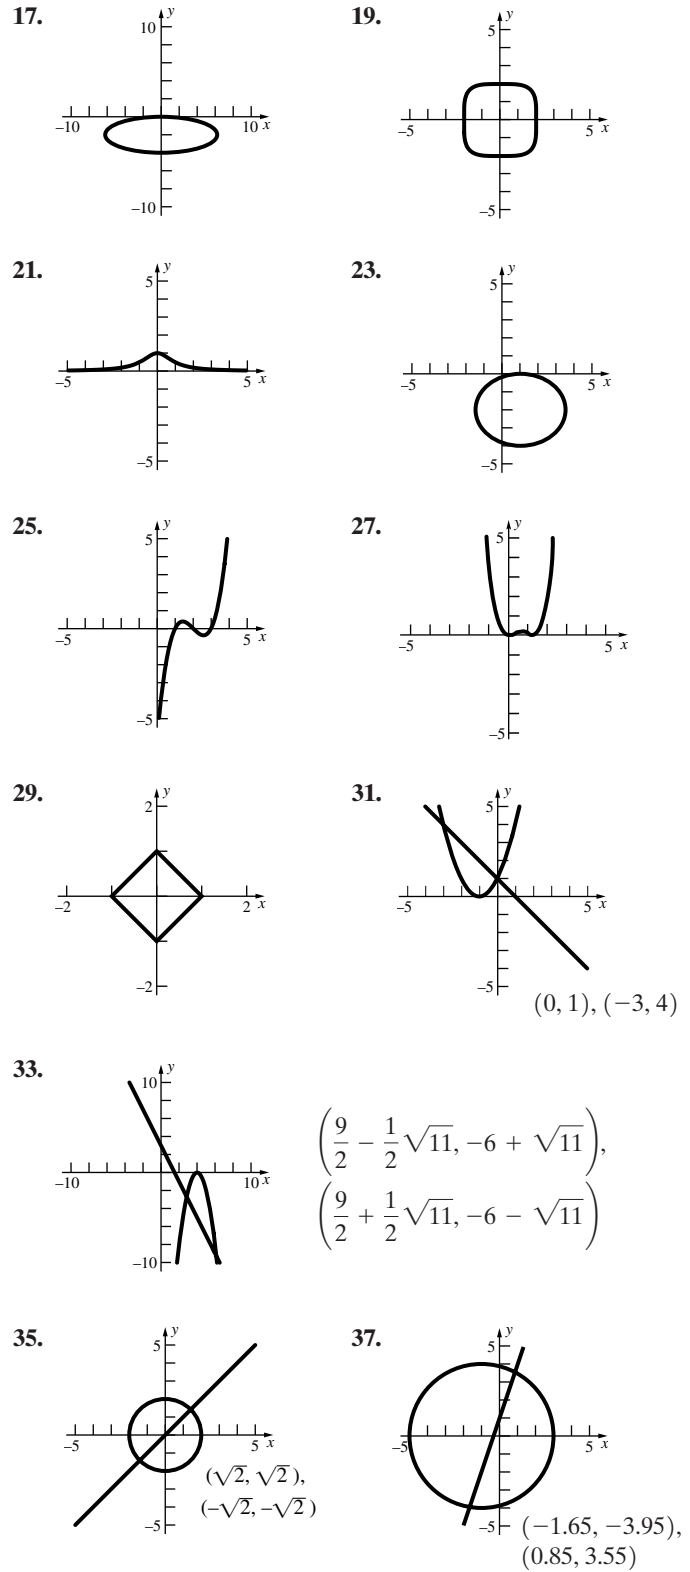 17.
y
10
−10
10
x
−10
19.
y
5
−5
5
x
−5
21.
y
5
−5
5
x
−5
23.
y
5
−5
5
x
−5
25.
y
5
−5
5
x
−5
27.
y
5
−5
5
x
−5
29.
y
2
−2
2
x
−2
31.
y
5
−5
5
x
−5
(0, 1), (−3, 4)
33.
y
10
−10
10
x
−10
(9/2 − 1/2 √11, −6 + √11),
(9/2 + 1/2 √11, −6 − √11)
35.
y
5
−5
5
x
−5
(√2, √2),
(−√2, −√2)
37.
y
5
−5
5
x
−5
(−1.65, −3.95),
(0.85, 3.55)